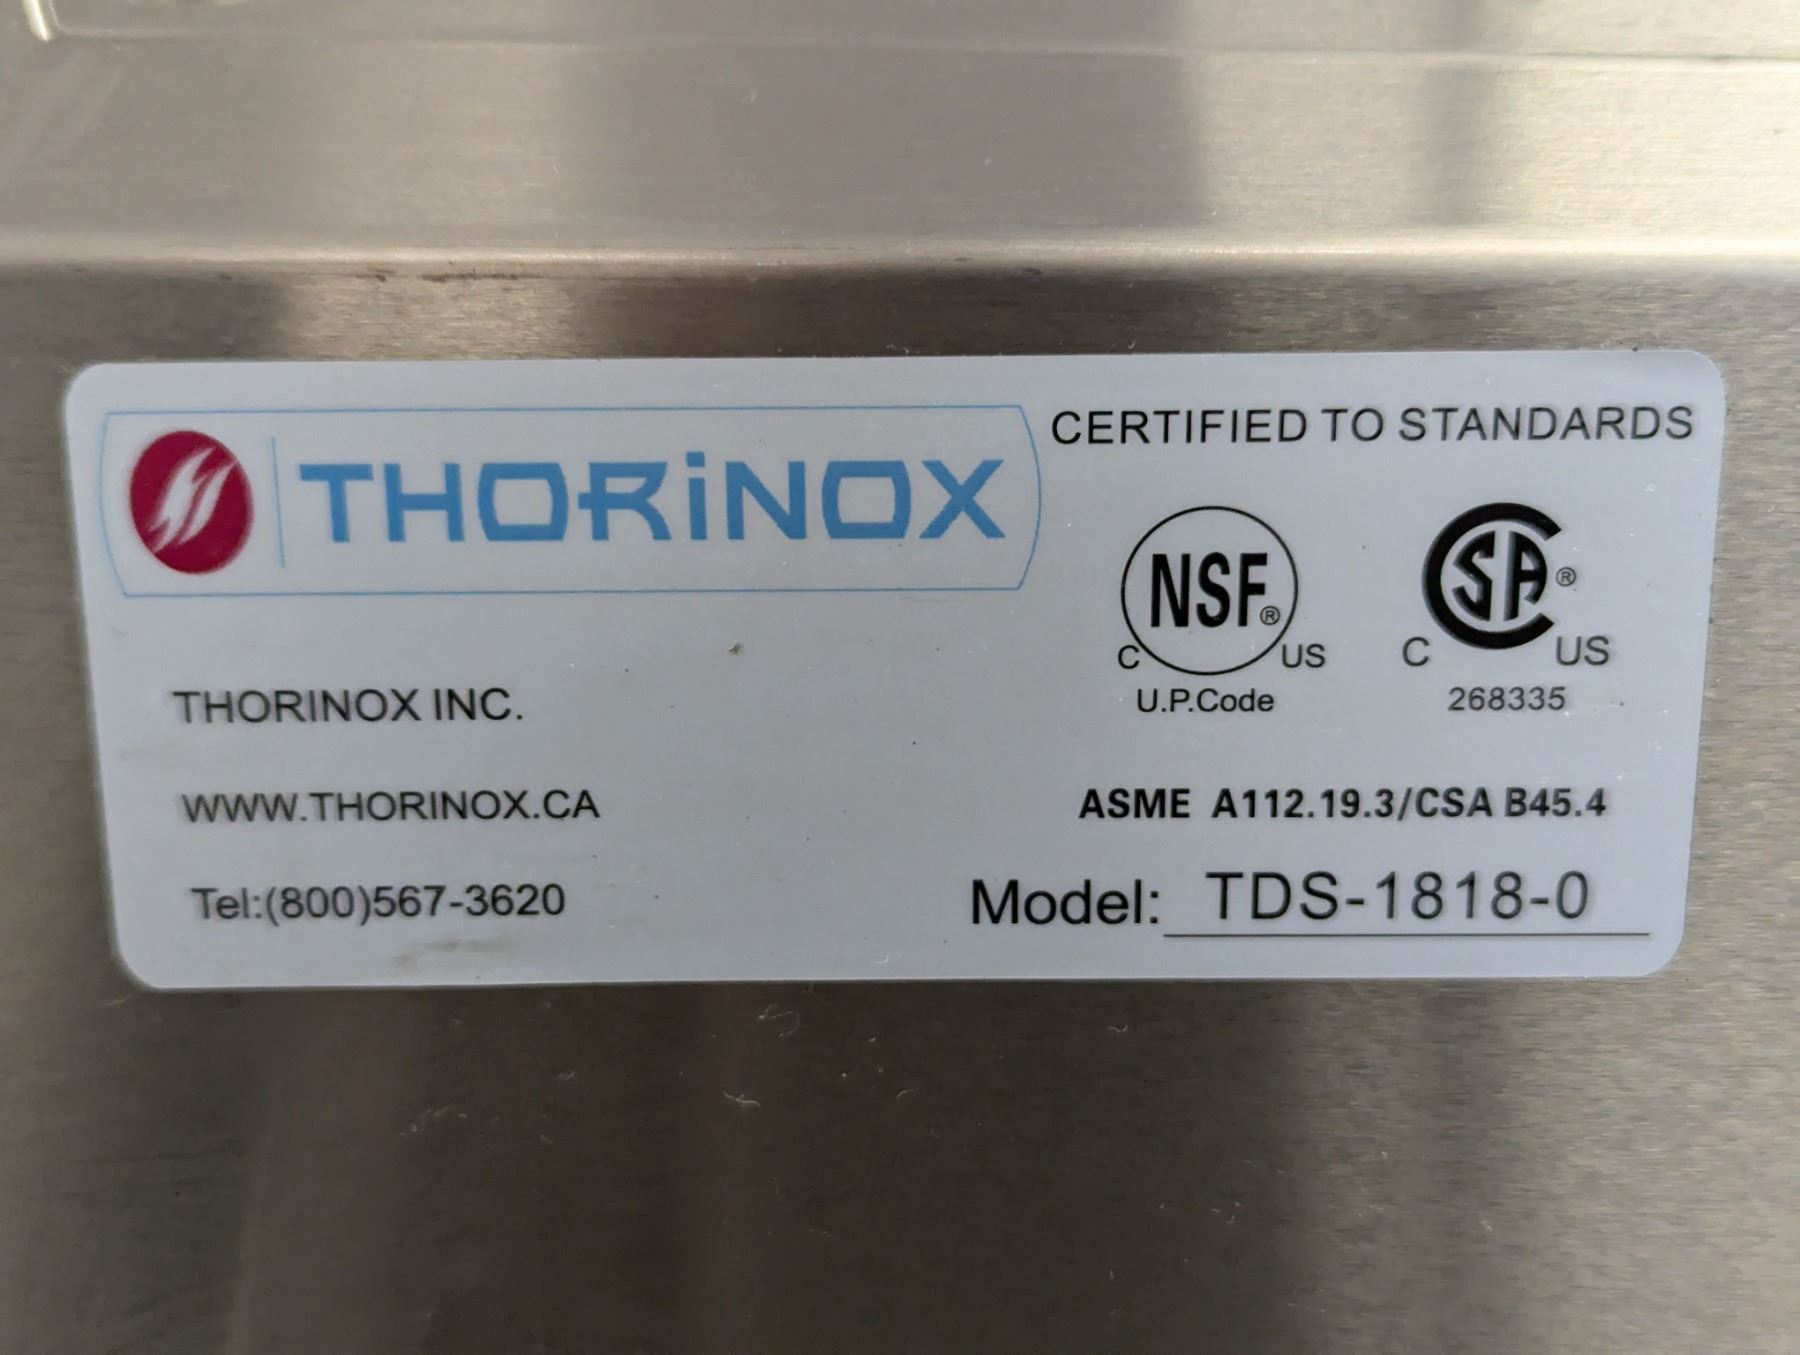 THORiNOX
CERTIFIED TO STANDARDS
NSF®
C US
U.P.Code
CSA®
C US
268335
THORINOX INC.
WWW.THORINOX.CA
ASME A112.19.3/CSA B45.4
Tel:(800)567-3620
Model: TDS-1818-0